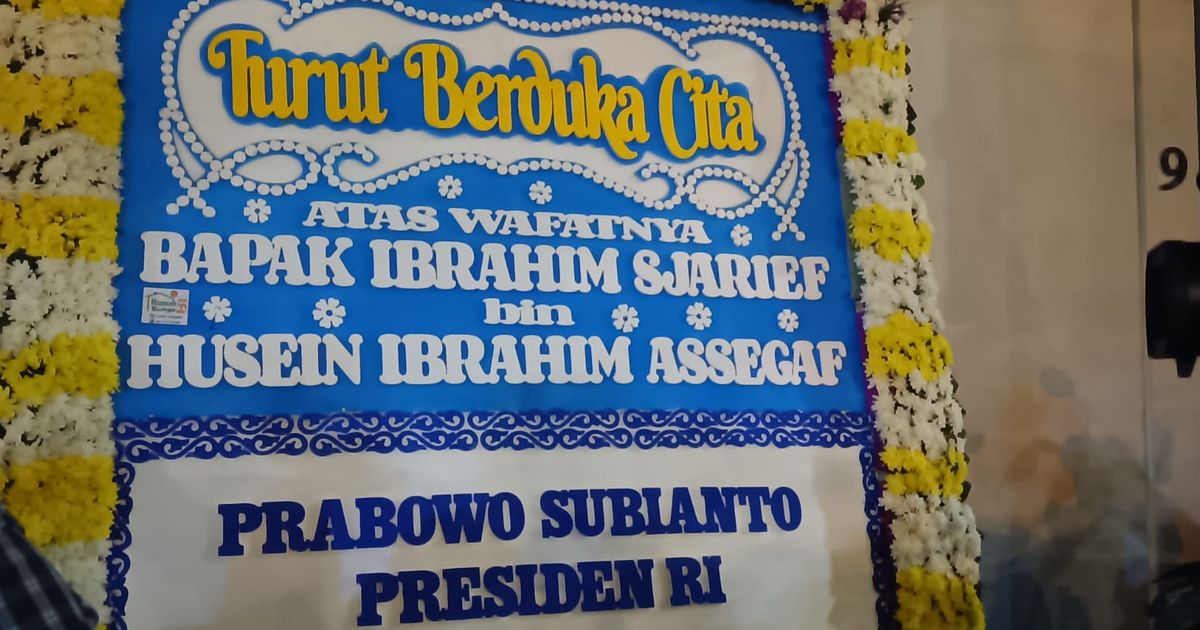 Turut Berduka Cita
ATAS WAFATNYA
BAPAK IBRAHIM SJARIEF
bin
HUSEIN IBRAHIM ASSEGAF
PRABOWO SUBIANTO
PRESIDEN RI
9